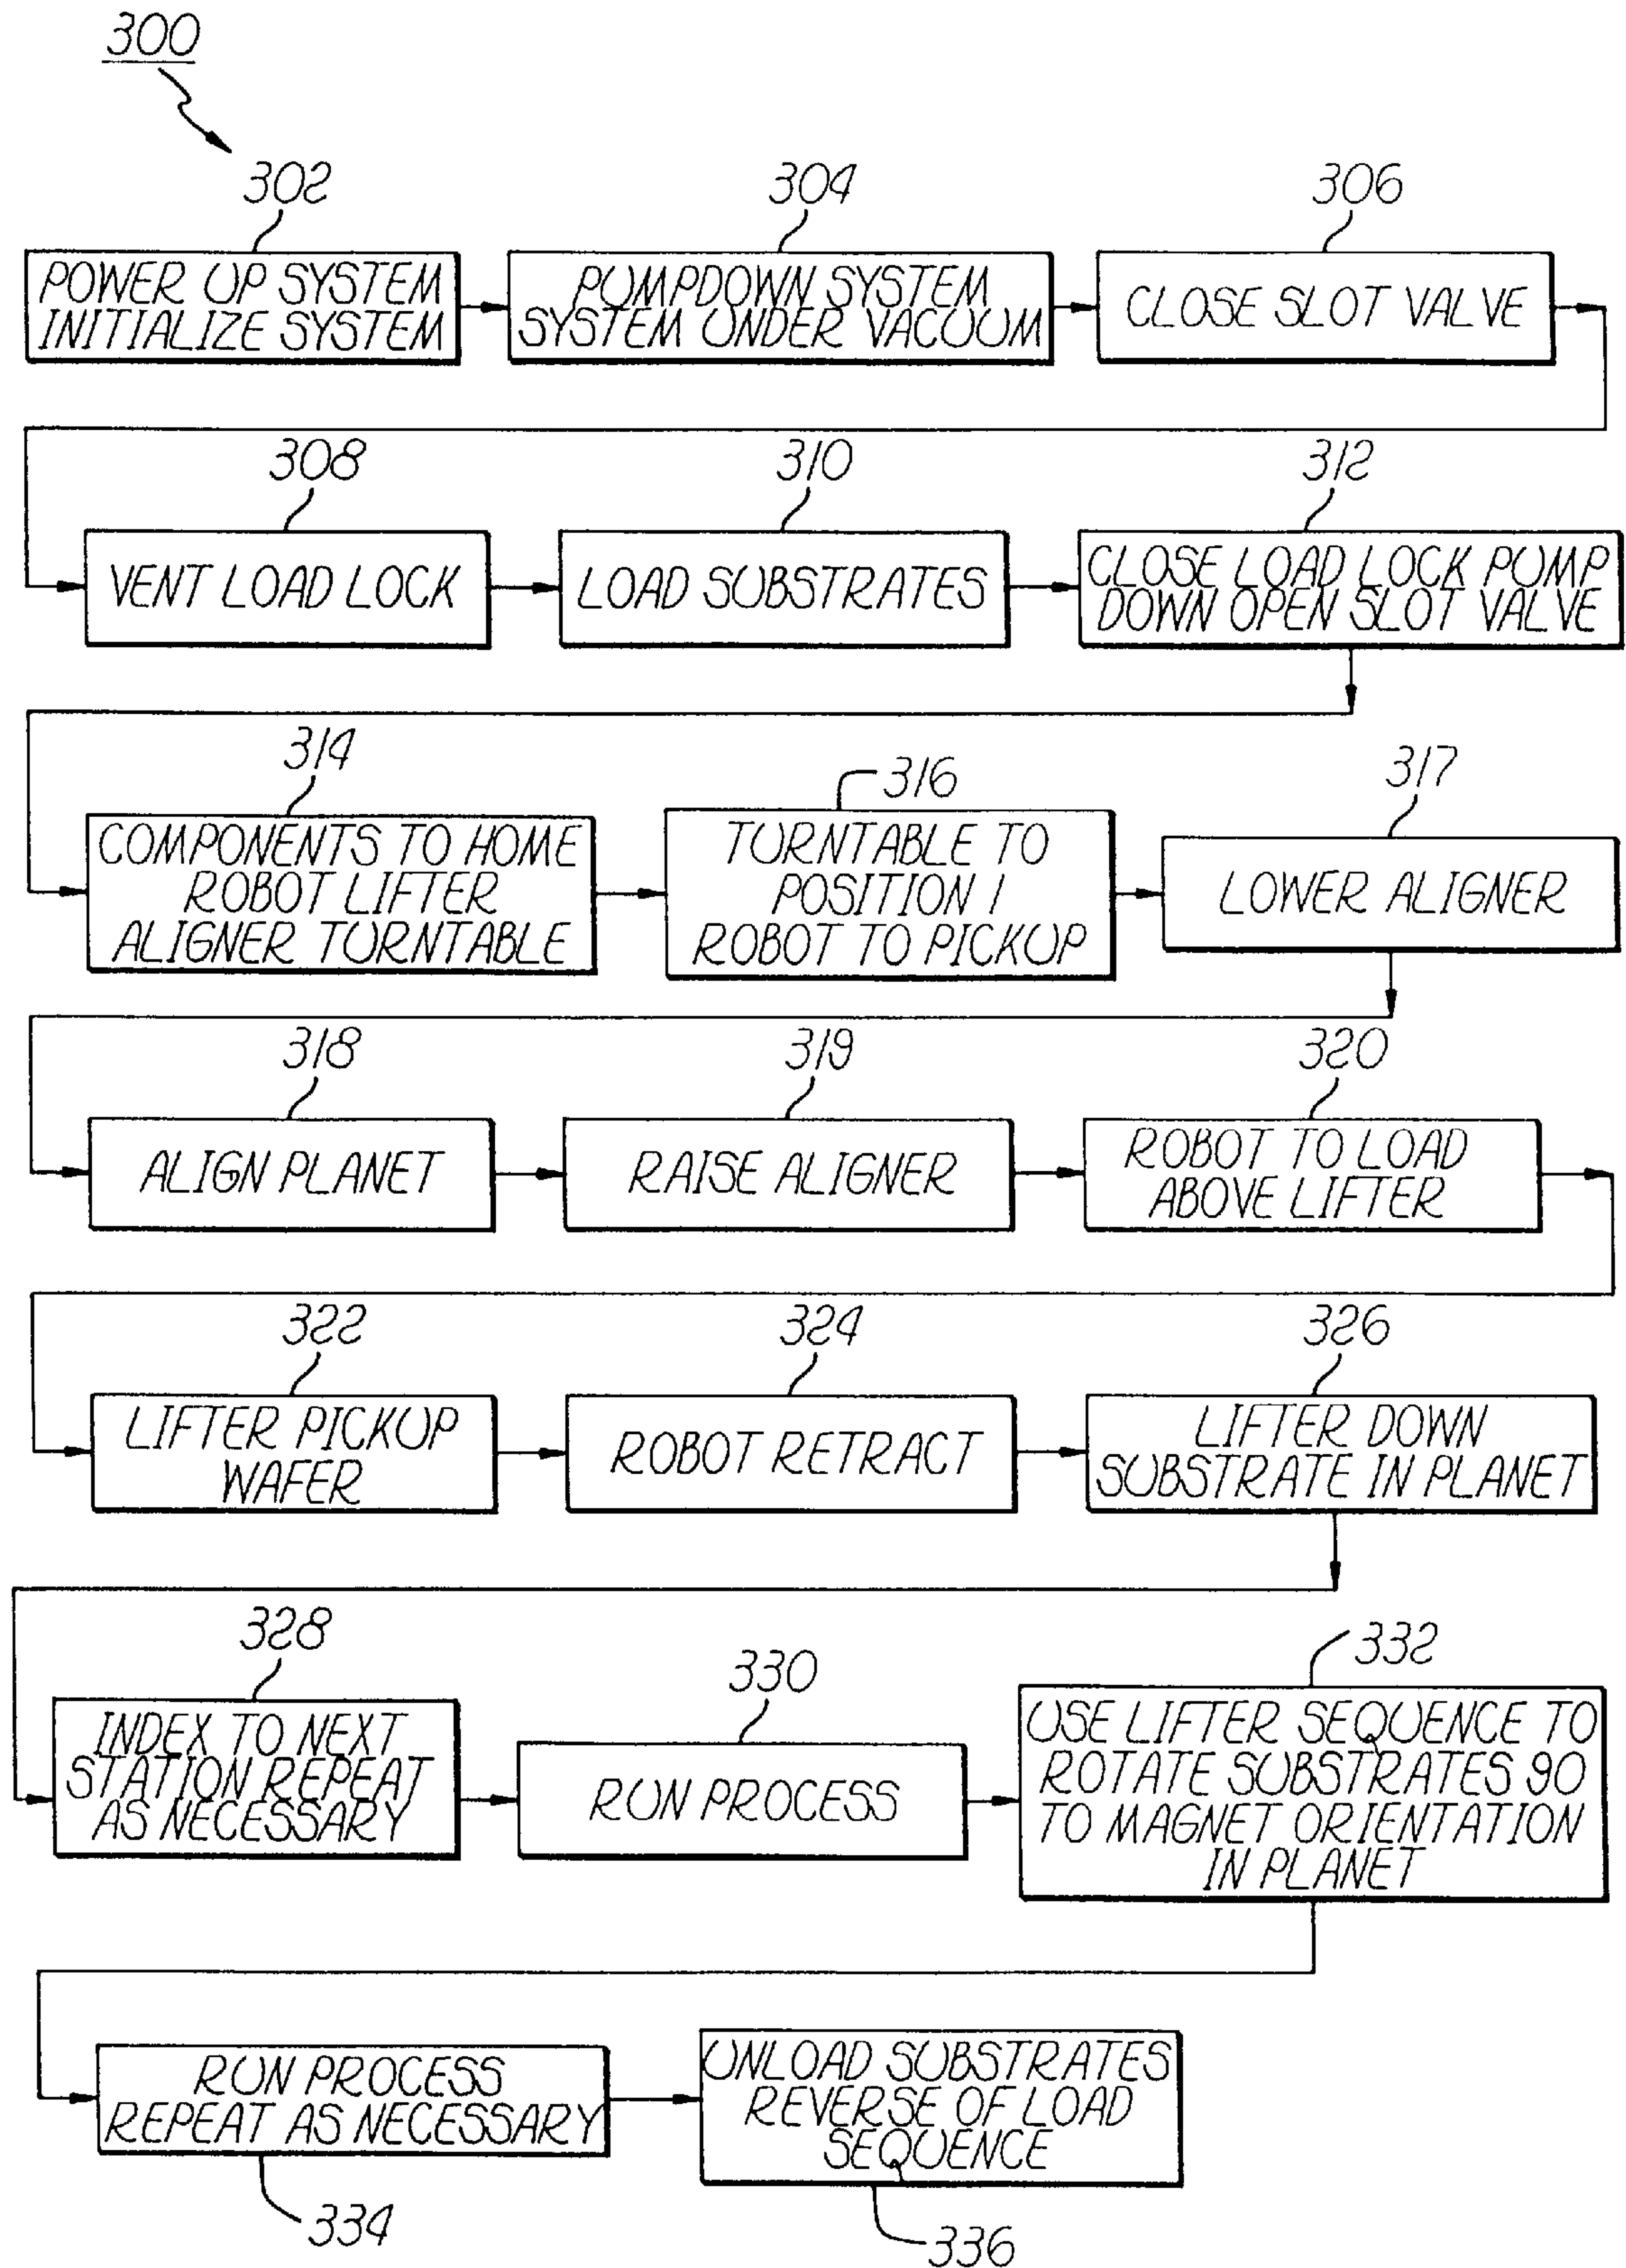 300
302
304
306
POWER UP SYSTEM
INITIALIZE SYSTEM
PUMPDOWN SYSTEM
SYSTEM UNDER VACUUM
CLOSE SLOT VALVE
308
310
312
VENT LOAD LOCK
LOAD SUBSTRATES
CLOSE LOAD LOCK PUMP
DOWN OPEN SLOT VALVE
314
316
317
COMPONENTS TO HOME
ROBOT LIFTER
ALIGNER TURNTABLE
TURNTABLE TO
POSITION 1
ROBOT TO PICKUP
LOWER ALIGNER
318
319
320
ALIGN PLANET
RAISE ALIGNER
ROBOT TO LOAD
ABOVE LIFTER
322
324
326
LIFTER PICKUP
WAFER
ROBOT RETRACT
LIFTER DOWN
SUBSTRATE IN PLANET
328
330
332
INDEX TO NEXT
STATION REPEAT
AS NECESSARY
RUN PROCESS
USE LIFTER SEQUENCE TO
ROTATE SUBSTRATES 90
TO MAGNET ORIENTATION
IN PLANET
RUN PROCESS
REPEAT AS NECESSARY
UNLOAD SUBSTRATES
REVERSE OF LOAD
SEQUENCE
334
336